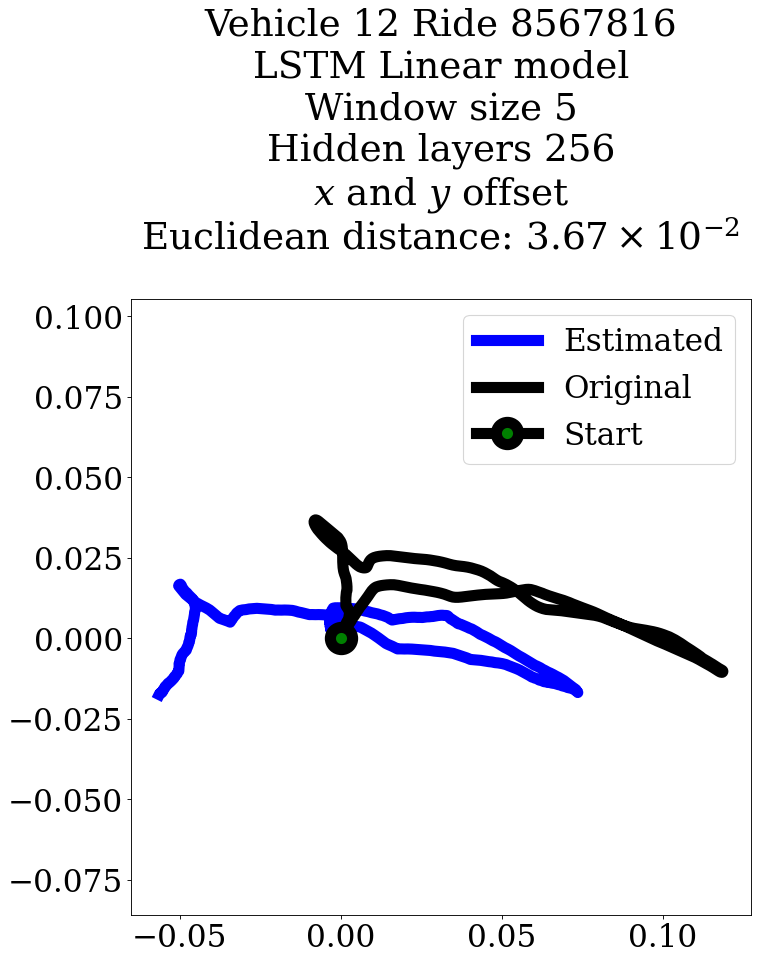 Vehicle 12 Ride 8567816
LSTM Linear model
Window size 5
Hidden layers 256
x and y offset
Euclidean distance: 3.67 × 10⁻²
Estimated
Original
Start
0.100
0.075
0.050
0.025
0.000
−0.025
−0.050
−0.075
−0.05 0.00 0.05 0.10